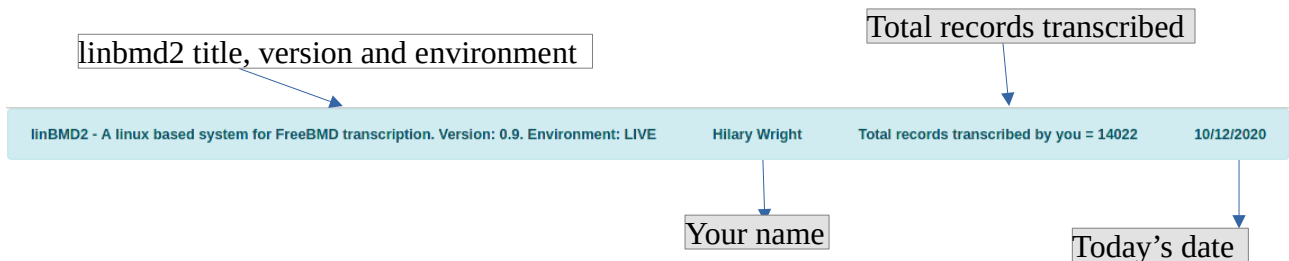 Total records transcribed
linbmd2 title, version and environment
linBMD2 - A linux based system for FreeBMD transcription. Version: 0.9. Environment: LIVE Hilary Wright Total records transcribed by you = 14022 10/12/2020
Your name
Today’s date